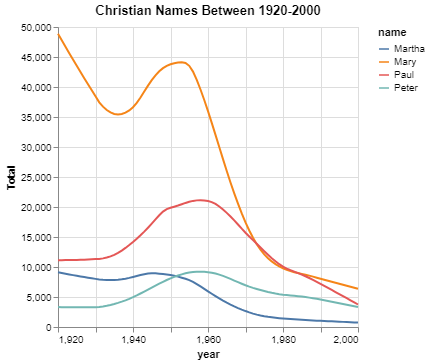 Christian Names Between 1920-2000
name
Martha
Mary
Paul
Peter
Total
50,000
45,000
40,000
35,000
30,000
25,000
20,000
15,000
10,000
5,000
0
1,920 1,940 1,960 1,980 2,000
year